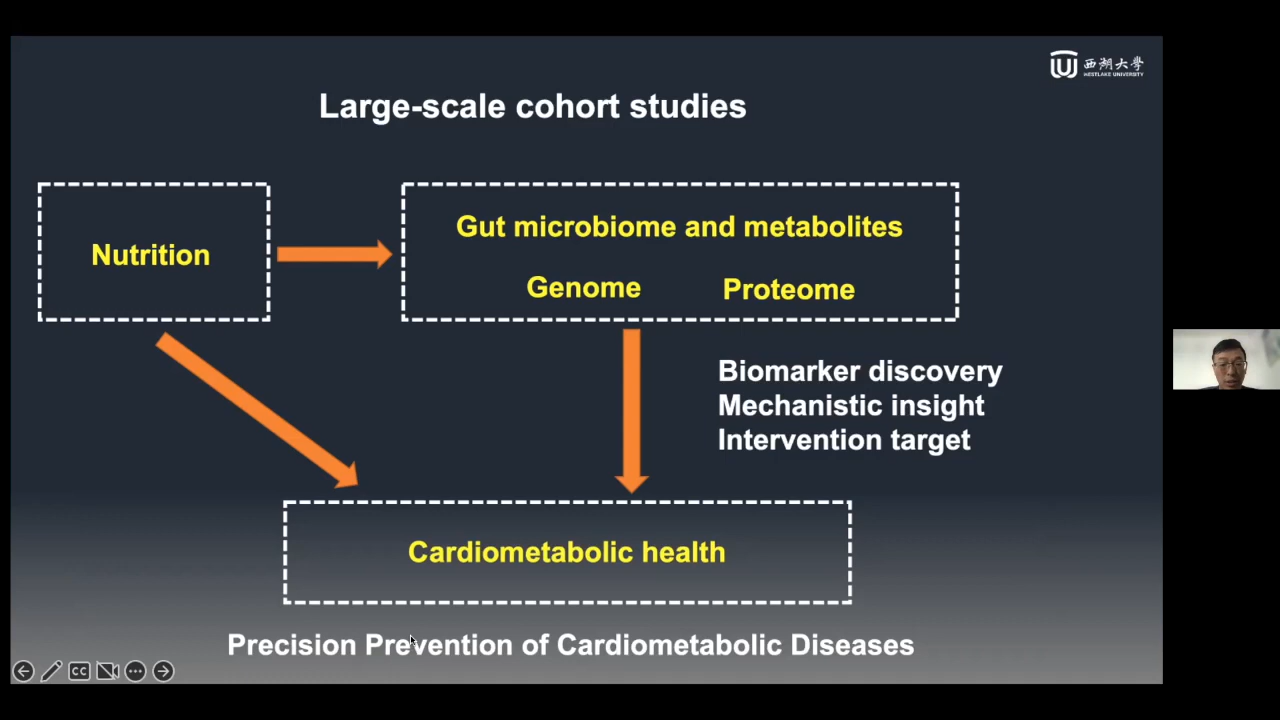 西湖大學
WESTLAKE UNIVERSITY
Large-scale cohort studies
Nutrition
Gut microbiome and metabolites
Genome Proteome
Biomarker discovery
Mechanistic insight
Intervention target
Cardiometabolic health
Precision Prevention of Cardiometabolic Diseases
CC